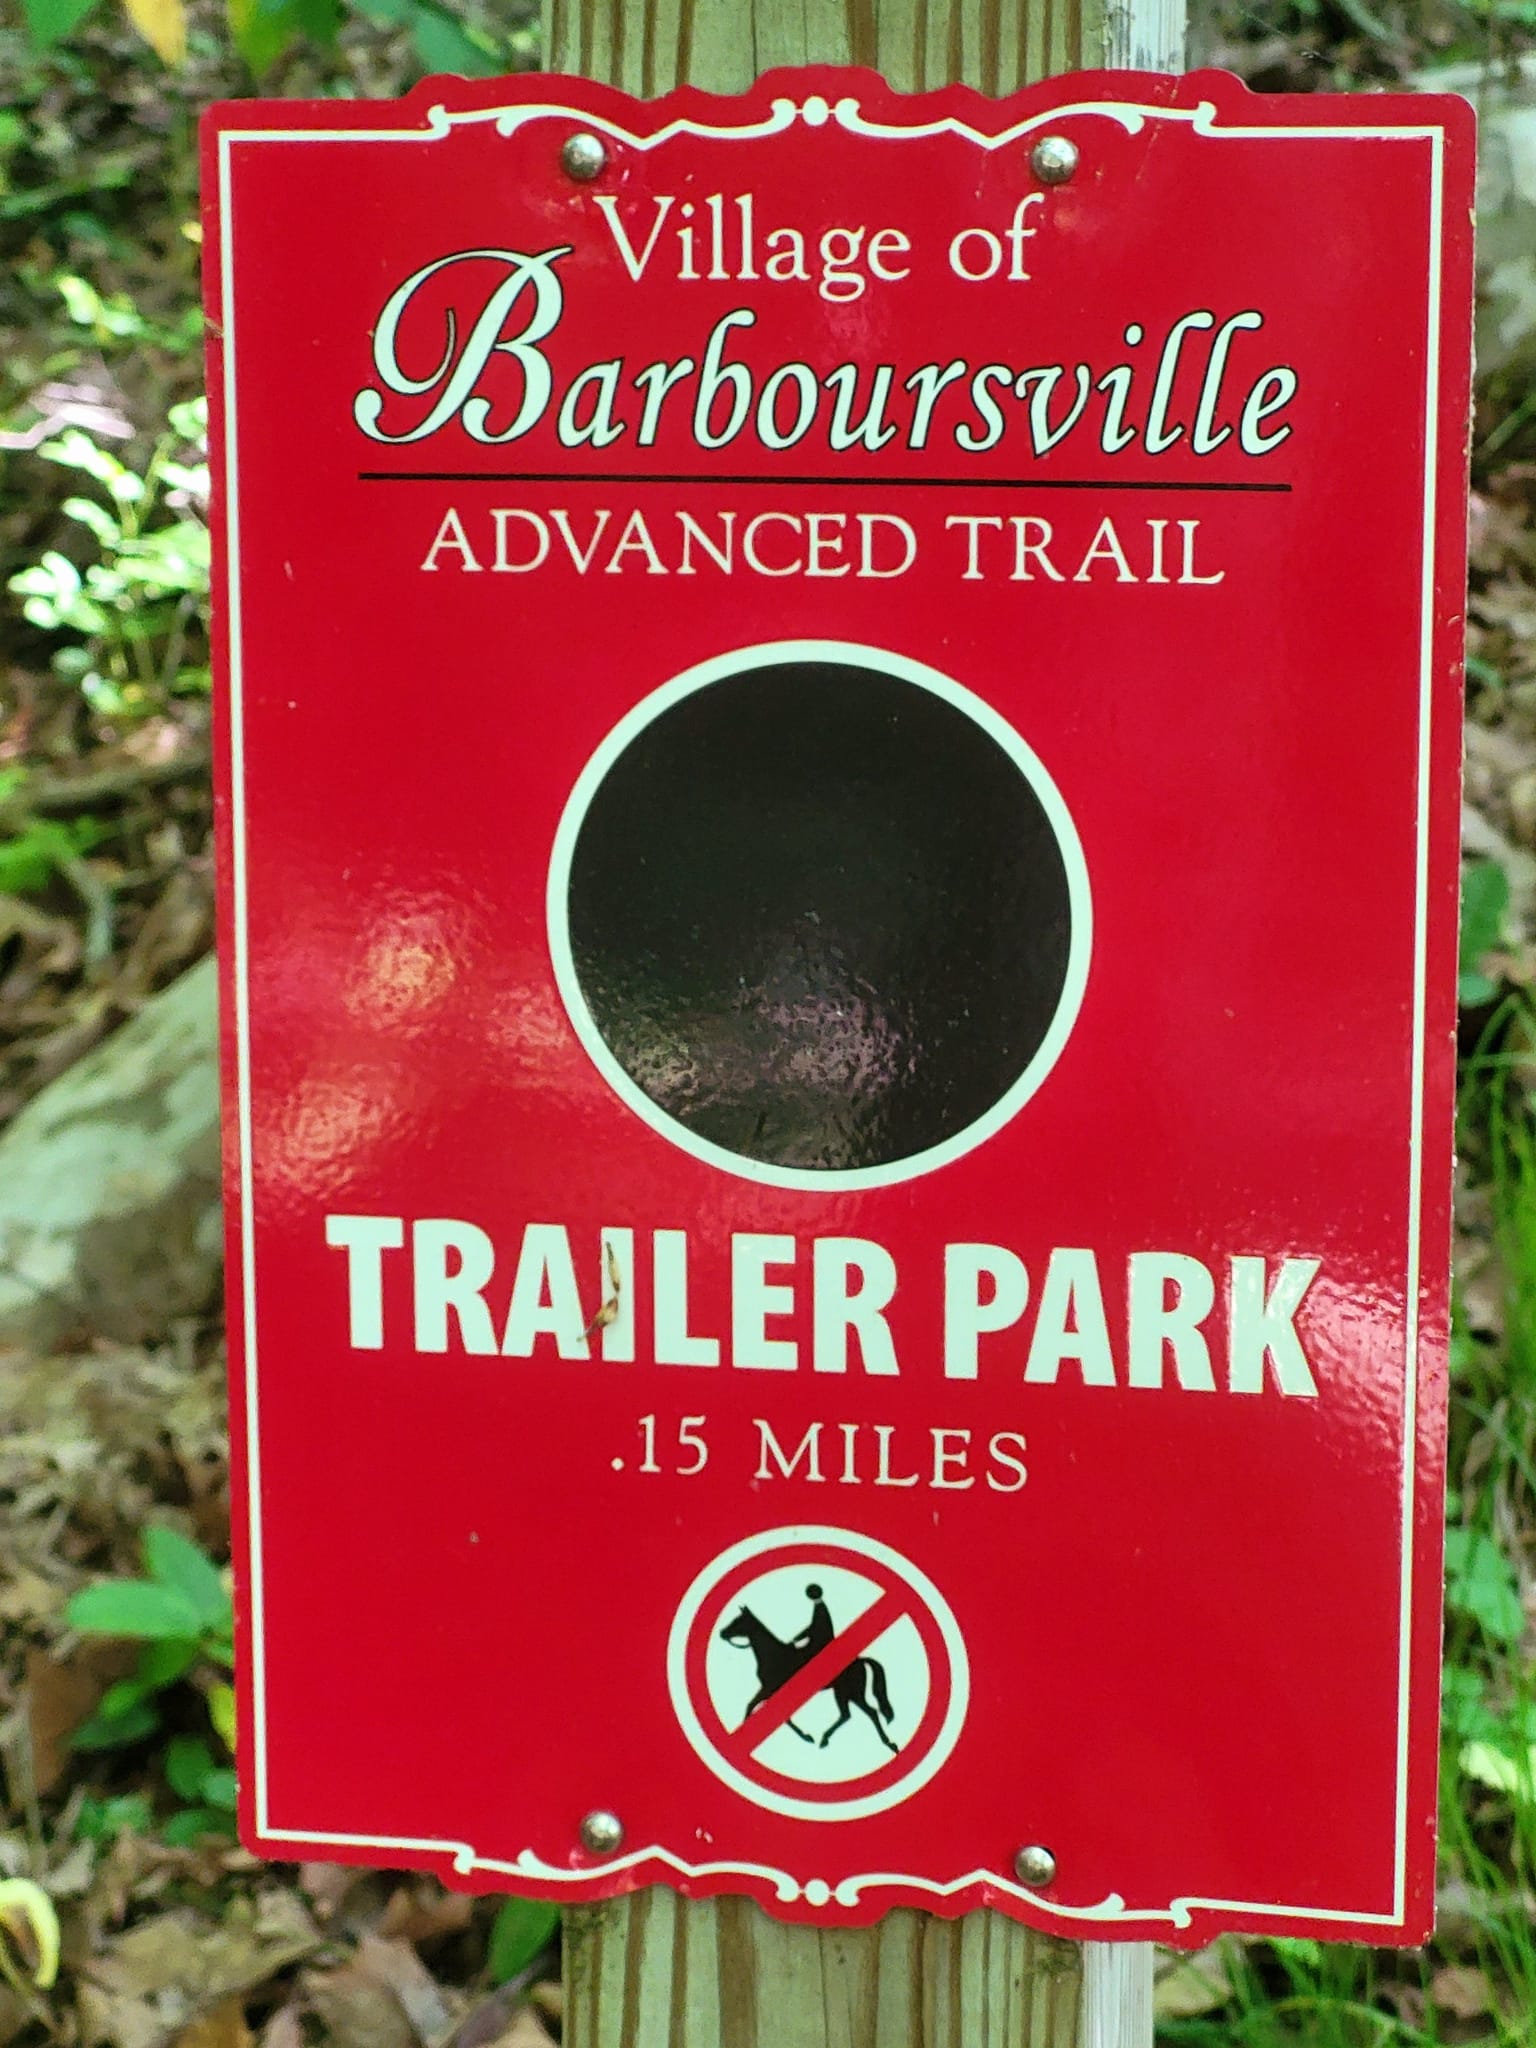 Village of
Barboursville
ADVANCED TRAIL
TRAILER PARK
.15 MILES